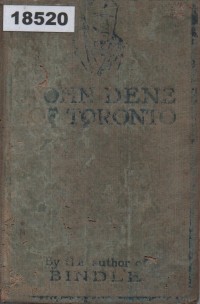 18520
JOHN DENE
OF TORONTO
By the author of
BINDLE